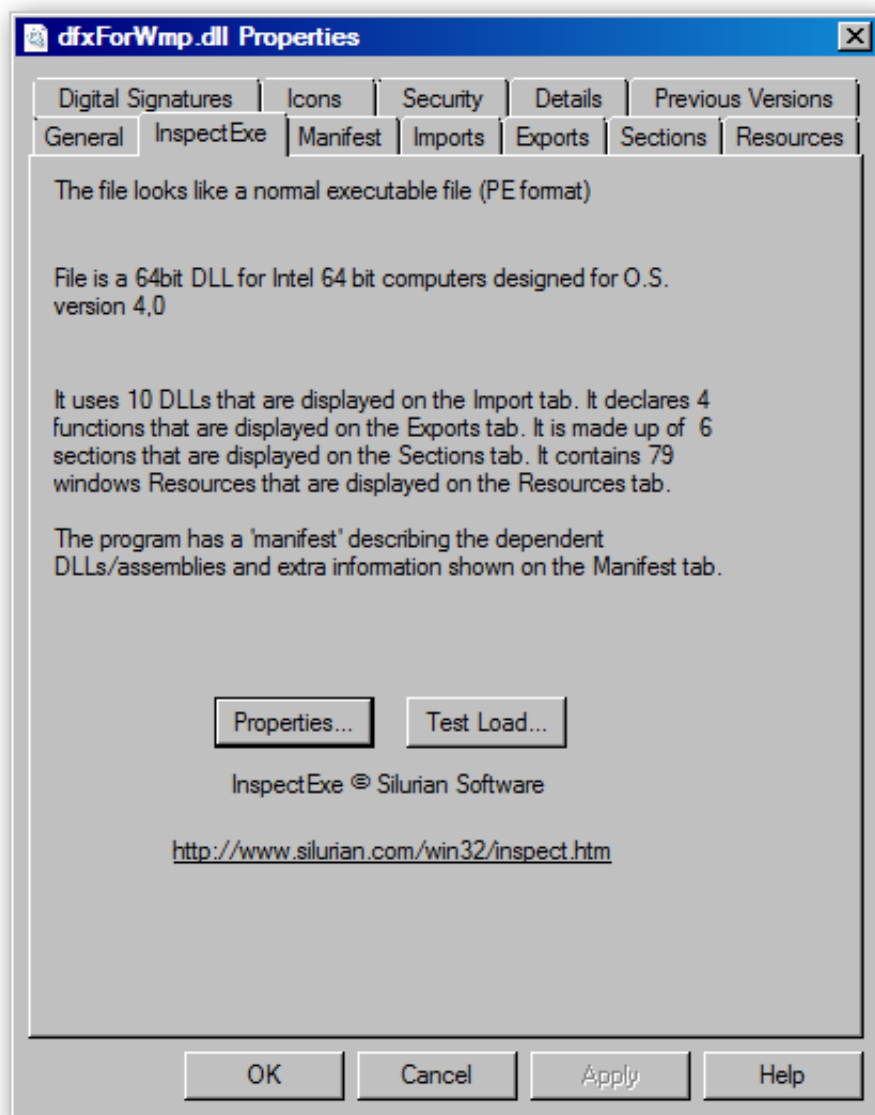 dfxForWmp.dll Properties
Digital Signatures Icons Security Details Previous Versions
General InspectExe Manifest Imports Exports Sections Resources
The file looks like a normal executable file (PE format)
File is a 64bit DLL for Intel 64 bit computers designed for O.S.
version 4,0
It uses 10 DLLs that are displayed on the Import tab. It declares 4
functions that are displayed on the Exports tab. It is made up of  6
sections that are displayed on the Sections tab. It contains 79
windows Resources that are displayed on the Resources tab.
The program has a 'manifest' describing the dependent
DLLs/assemblies and extra information shown on the Manifest tab.
Properties... Test Load...
InspectExe © Silurian Software
http://www.silurian.com/win32/inspect.htm
OK Cancel Apply Help